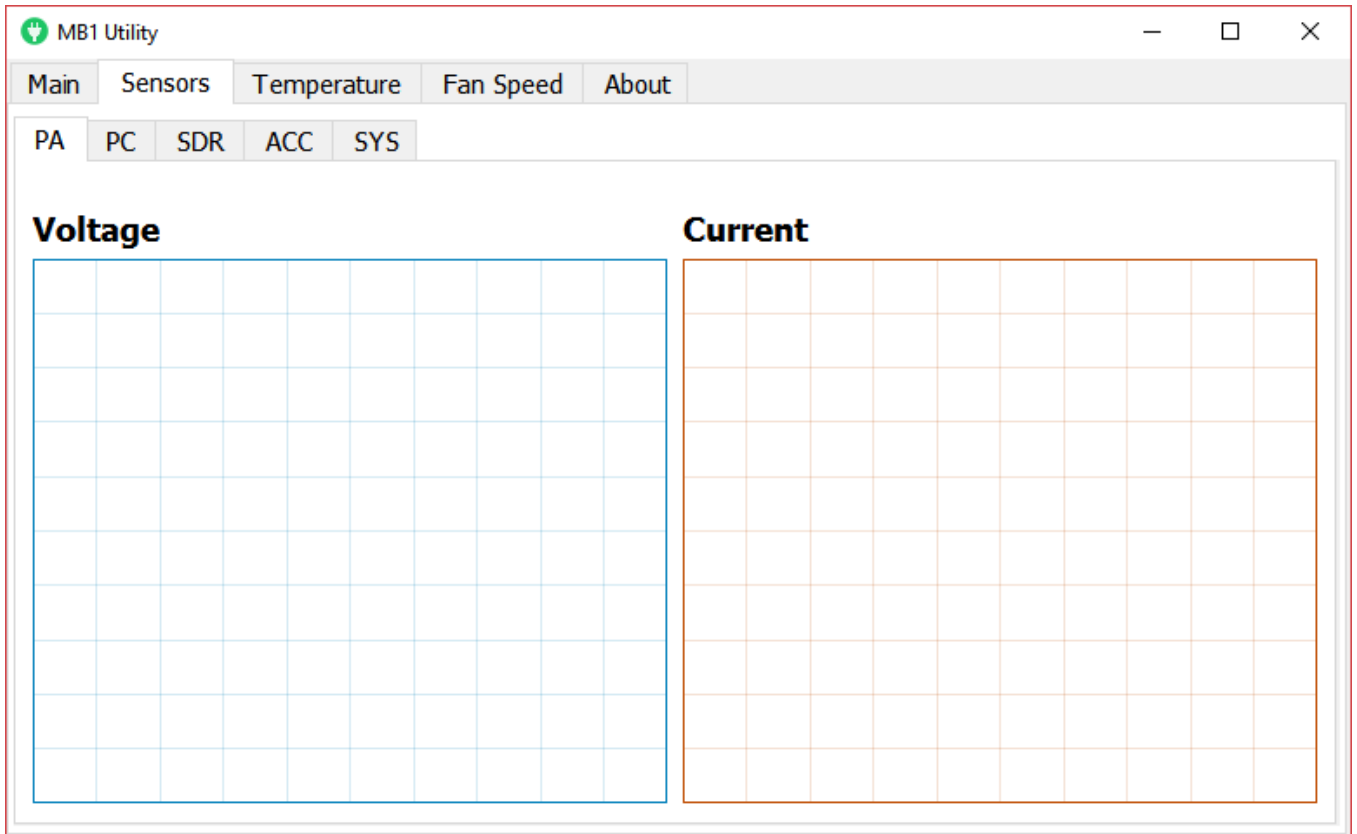 MB1 Utility
Main Sensors Temperature Fan Speed About
PA PC SDR ACC SYS
Voltage Current